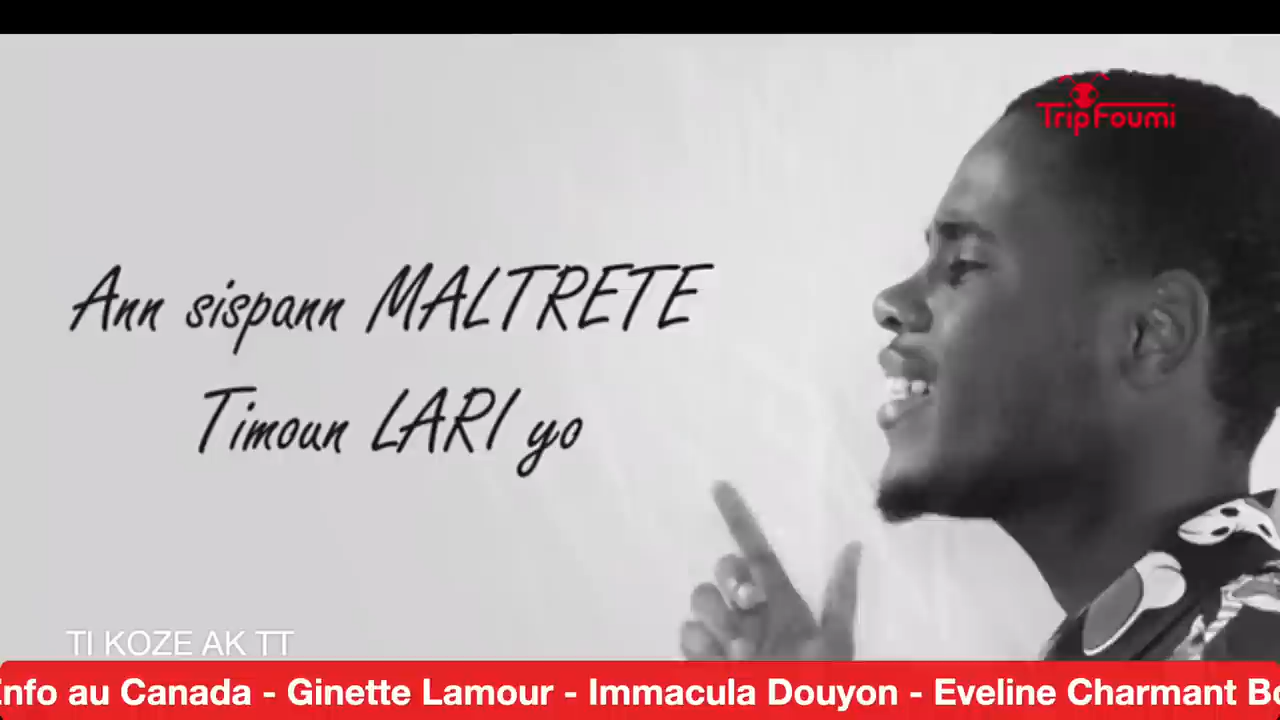 TripFoumi
Ann sispann MALTRETE
Timoun LARI yo
TI KOZE AK TT
Info au Canada - Ginette Lamour - Immacula Douyon - Eveline Charmant